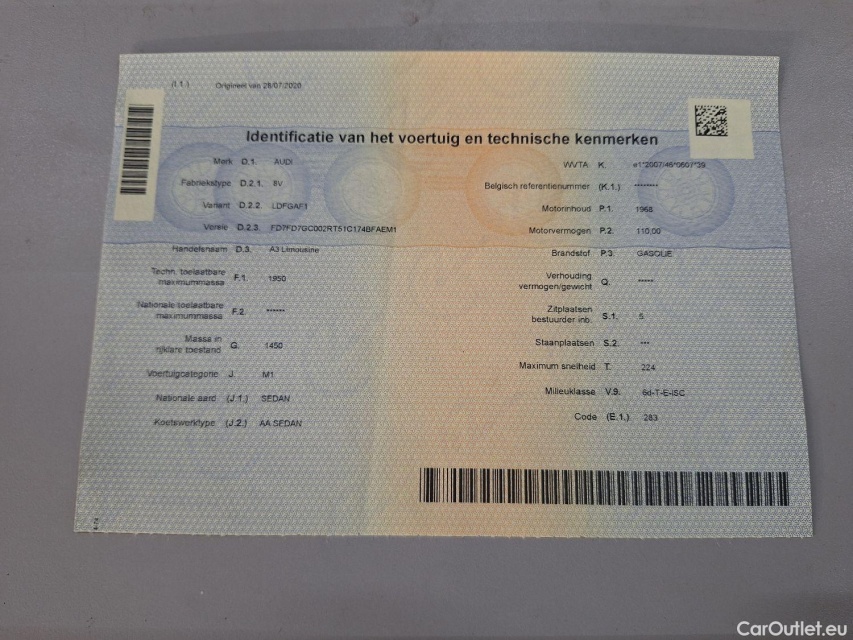 (I.1.) Origineel van 28/07/2020
Identificatie van het voertuig en technische kenmerken
Merk D.1. AUDI
Fabriekstype D.2.1. 8V
Variant D.2.2. LDFGAF1
Versie D.2.3. FD7FD7GC002RT51C174BFAEM1
Handelsnaam D.3. A3 Limousine
Techn. toelaatbare
maximummassa F.1. 1950
Nationale toelaatbare
maximummassa F.2. ******
Massa in
rijklare toestand G. 1450
Voertuigcategorie J. M1
Nationale aard (J.1.) SEDAN
Koetswerktype (J.2.) AA SEDAN
WVTA K. e1*2007/46*0607*39
Belgisch referentienummer (K.1.) ********
Motorinhoud P.1. 1968
Motorvermogen P.2. 110,00
Brandstof P.3. GASOLIE
Verhouding
vermogen/gewicht Q. *****
Zitplaatsen
bestuurder inb. S.1. 5
Staanplaatsen S.2. ***
Maximum snelheid T. 224
Milieuklasse V.9. 6d-T-E-ISC
Code (E.1.) 283
CarOutlet.eu